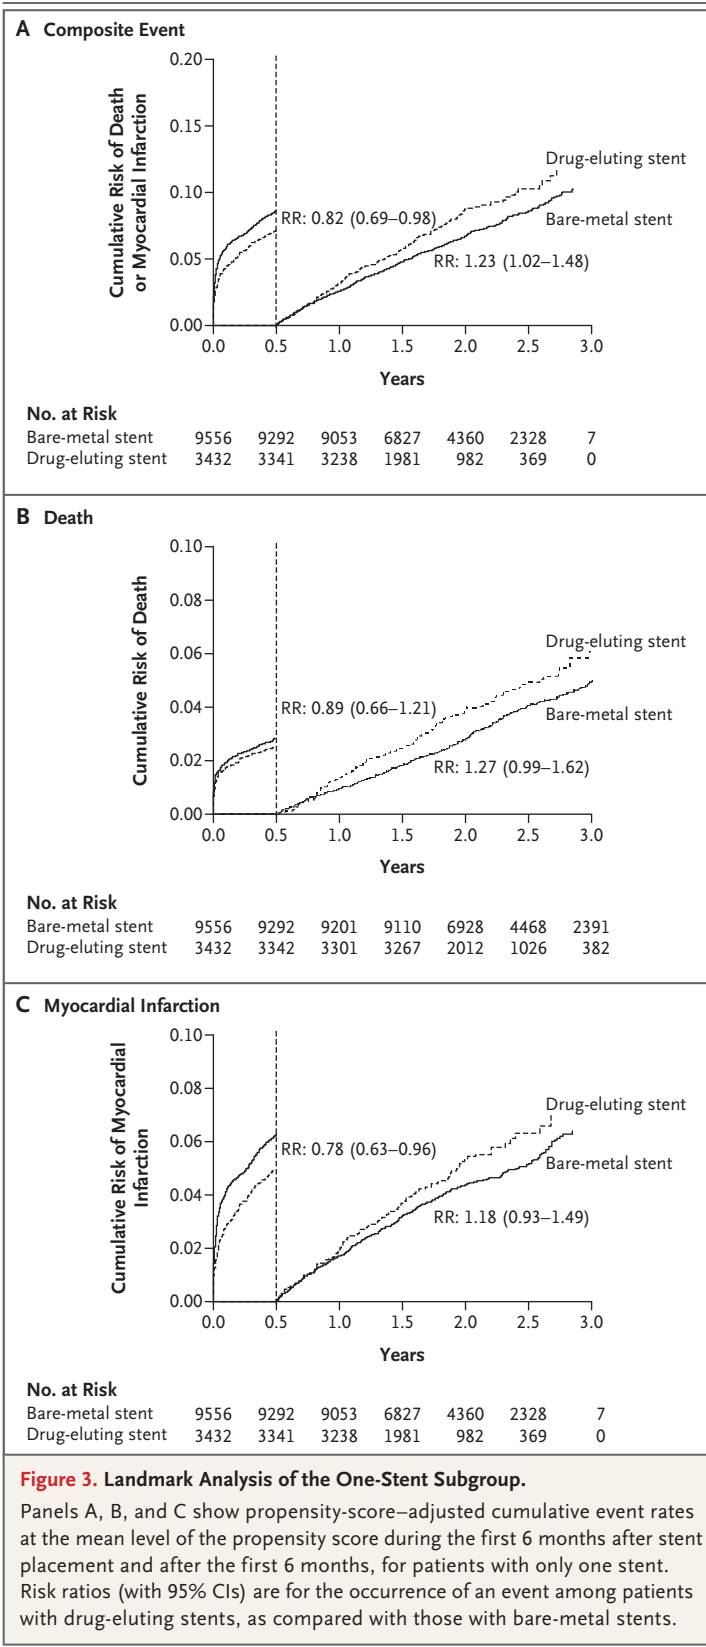 A Composite Event
Cumulative Risk of Death
or Myocardial Infarction
0.20
0.15
0.10
0.05
0.00
Drug-eluting stent
RR: 0.82 (0.69–0.98)
Bare-metal stent
RR: 1.23 (1.02–1.48)
0.0 0.5 1.0 1.5 2.0 2.5 3.0
Years
No. at Risk
Bare-metal stent 9556 9292 9053 6827 4360 2328 7
Drug-eluting stent 3432 3341 3238 1981 982 369 0
B Death
Cumulative Risk of Death
0.10
0.08
0.06
0.04
0.02
0.00
Drug-eluting stent
RR: 0.89 (0.66–1.21)
Bare-metal stent
RR: 1.27 (0.99–1.62)
0.0 0.5 1.0 1.5 2.0 2.5 3.0
Years
No. at Risk
Bare-metal stent 9556 9292 9201 9110 6928 4468 2391
Drug-eluting stent 3432 3342 3301 3267 2012 1026 382
C Myocardial Infarction
Cumulative Risk of Myocardial
Infarction
0.10
0.08
0.06
0.04
0.02
0.00
Drug-eluting stent
RR: 0.78 (0.63–0.96)
Bare-metal stent
RR: 1.18 (0.93–1.49)
0.0 0.5 1.0 1.5 2.0 2.5 3.0
Years
No. at Risk
Bare-metal stent 9556 9292 9053 6827 4360 2328 7
Drug-eluting stent 3432 3341 3238 1981 982 369 0
Figure 3. Landmark Analysis of the One-Stent Subgroup.
Panels A, B, and C show propensity-score–adjusted cumulative event rates
at the mean level of the propensity score during the first 6 months after stent
placement and after the first 6 months, for patients with only one stent.
Risk ratios (with 95% CIs) are for the occurrence of an event among patients
with drug-eluting stents, as compared with those with bare-metal stents.